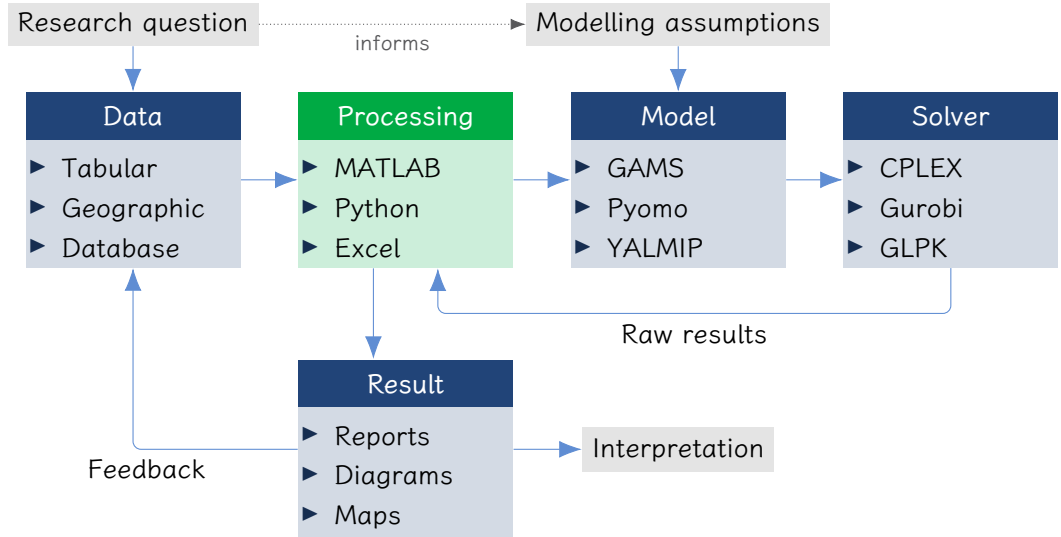 Research question
informs
Modelling assumptions
Data
Tabular
Geographic
Database
Processing
MATLAB
Python
Excel
Model
GAMS
Pyomo
YALMIP
Solver
CPLEX
Gurobi
GLPK
Raw results
Result
Reports
Diagrams
Maps
Feedback
Interpretation